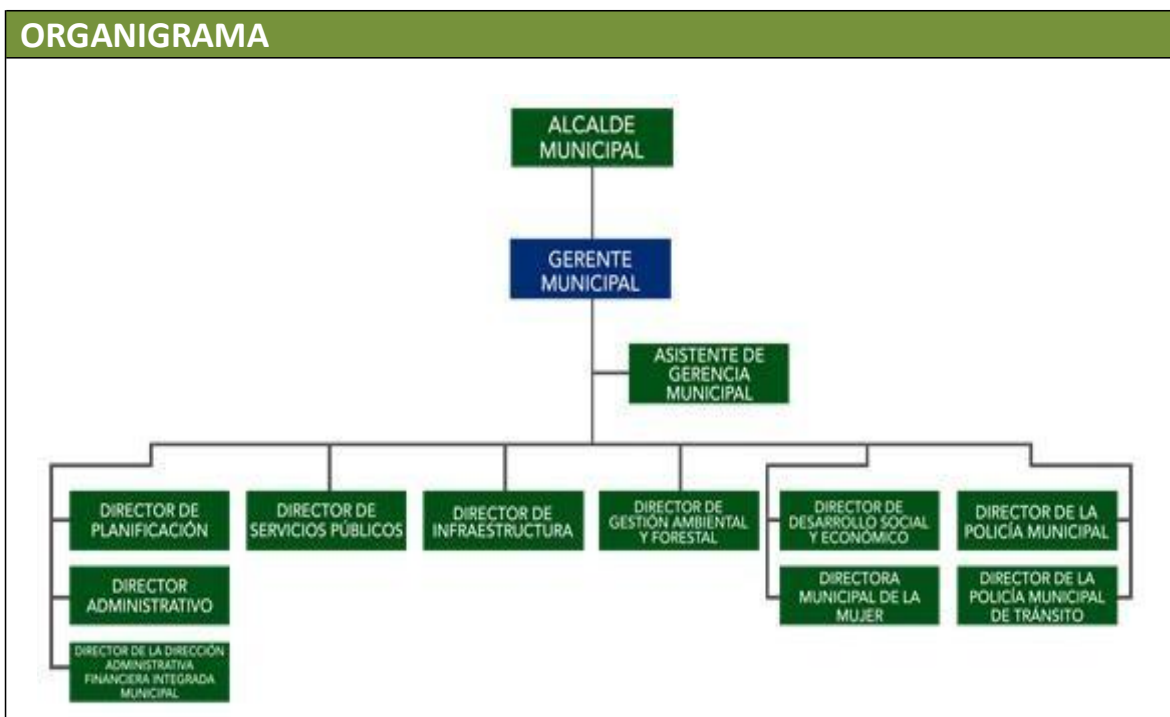 ORGANIGRAMA
ALCALDE
MUNICIPAL
GERENTE
MUNICIPAL
ASISTENTE DE
GERENCIA
MUNICIPAL
DIRECTOR DE
PLANIFICACIÓN
DIRECTOR DE
SERVICIOS PÚBLICOS
DIRECTOR DE
INFRAESTRUCTURA
DIRECTOR DE
GESTIÓN AMBIENTAL
Y FORESTAL
DIRECTOR DE
DESARROLLO SOCIAL
Y ECONÓMICO
DIRECTOR DE LA
POLICÍA MUNICIPAL
DIRECTOR
ADMINISTRATIVO
DIRECTORA
MUNICIPAL DE LA
MUJER
DIRECTOR DE LA
POLICÍA MUNICIPAL
DE TRÁNSITO
DIRECTOR DE LA DIRECCIÓN
ADMINISTRATIVA
FINANCIERA INTEGRADA
MUNICIPAL